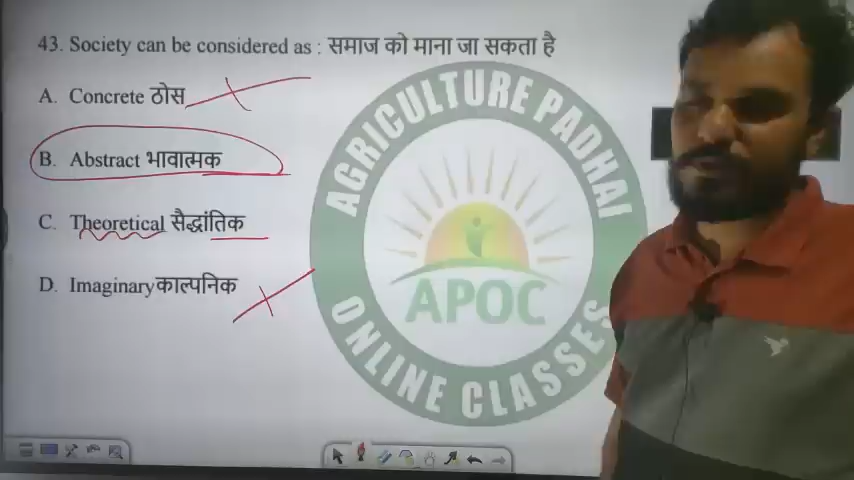 43. Society can be considered as : समाज को माना जा सकता है
A. Concrete ठोस
B. Abstract भावात्मक
C. Theoretical सैद्धांतिक
D. Imaginary काल्पनिक
AGRICULTURE PADHAI
APOC
ONLINE CLASSES